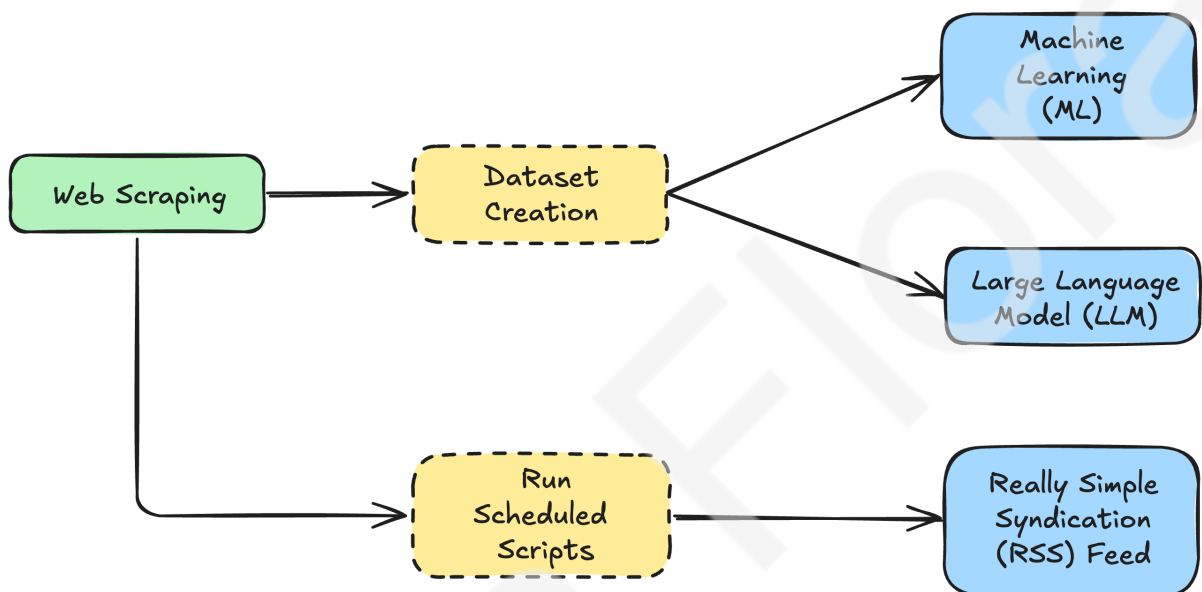 Machine
Learning
(ML)
Web Scraping
Dataset
Creation
Large Language
Model (LLM)
Run
Scheduled
Scripts
Really Simple
Syndication
(RSS) Feed